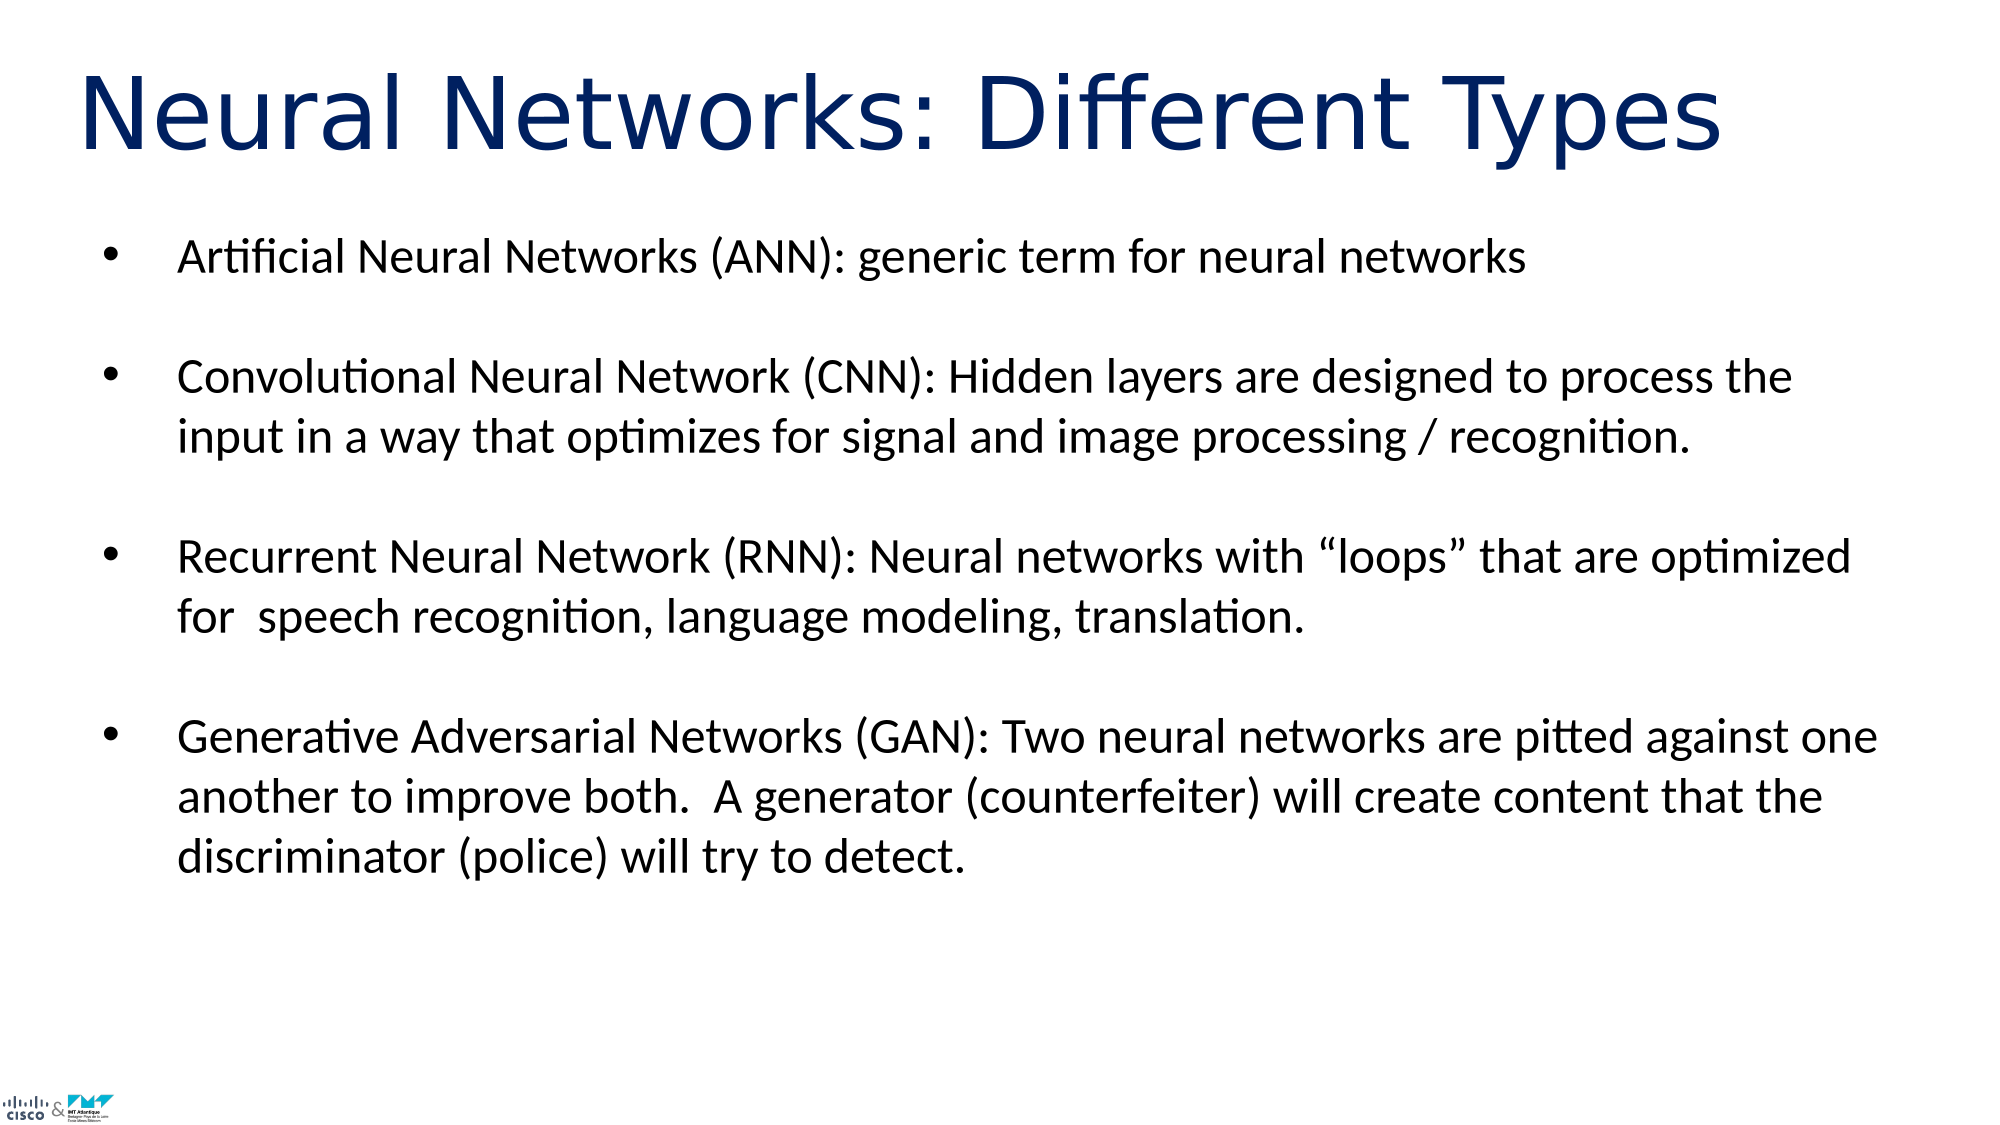 Neural Networks: Different Types
• Artificial Neural Networks (ANN): generic term for neural networks
• Convolutional Neural Network (CNN): Hidden layers are designed to process the
input in a way that optimizes for signal and image processing / recognition.
• Recurrent Neural Network (RNN): Neural networks with “loops” that are optimized
for  speech recognition, language modeling, translation.
• Generative Adversarial Networks (GAN): Two neural networks are pitted against one
another to improve both.  A generator (counterfeiter) will create content that the
discriminator (police) will try to detect.
CISCO & IMT Atlantique